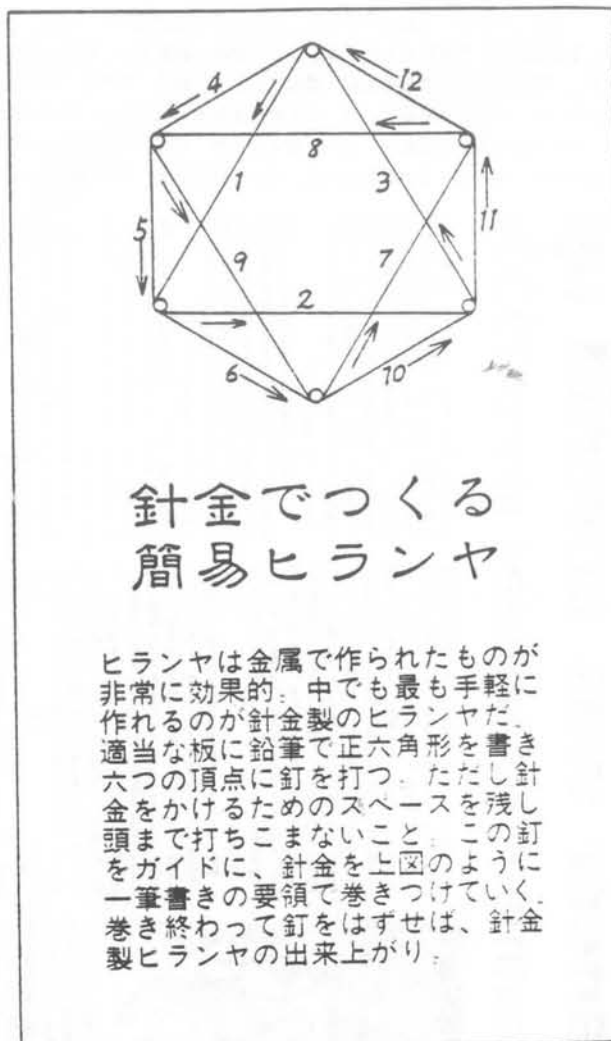 4
12
8
1
3
5
11
9
7
2
6
10
針金でつくる
簡易ヒランヤ
ヒランヤは金属で作られたものが
非常に効果的。中でも最も手軽に
作れるのが針金製のヒランヤだ。
適当な板に鉛筆で正六角形を書き
六つの頂点に釘を打つ。ただし針
金をかけるためのスペースを残し
頭まで打ちこまないこと。この釘
をガイドに、針金を上図のように
一筆書きの要領で巻きつけていく。
巻き終わって釘をはずせば、針金
製ヒランヤの出来上がり。